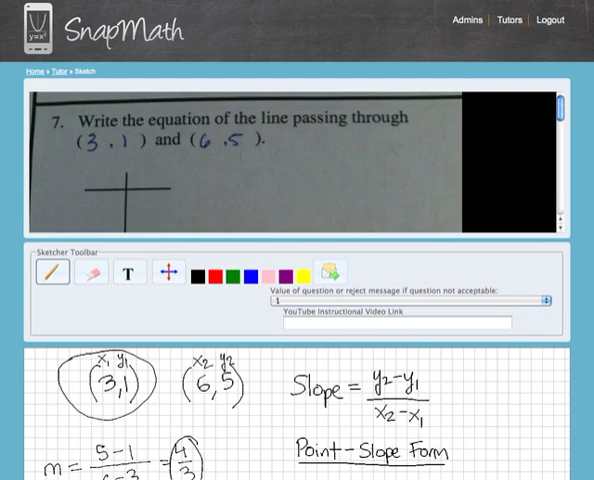 y=x²
SnapMath
Admins | Tutors | Logout
Home » Tutor » Sketch
7. Write the equation of the line passing through
(3,1) and (6,5).
Sketcher Toolbar
T
Value of question or reject message if question not acceptable:
1
YouTube Instructional Video Link
x₁ y₁ x₂ y₂
(3,1) (6,5)
Slope = y₂-y₁
x₂-x₁
Point-Slope Form
m = 5-1 = 4
6-3 3